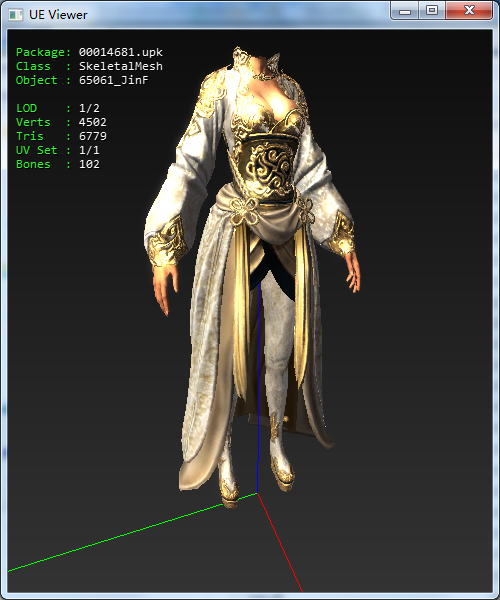 UE Viewer
Package: 00014681.upk
Class  : SkeletalMesh
Object : 65061_JinF
LOD    : 1/2
Verts  : 4502
Tris   : 6779
UV Set : 1/1
Bones  : 102